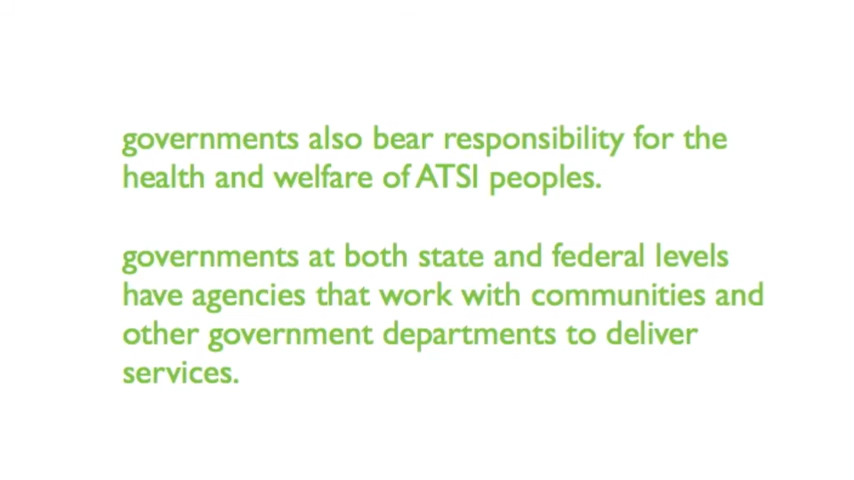 governments also bear responsibility for the
health and welfare of ATSI peoples.
governments at both state and federal levels
have agencies that work with communities and
other government departments to deliver
services.